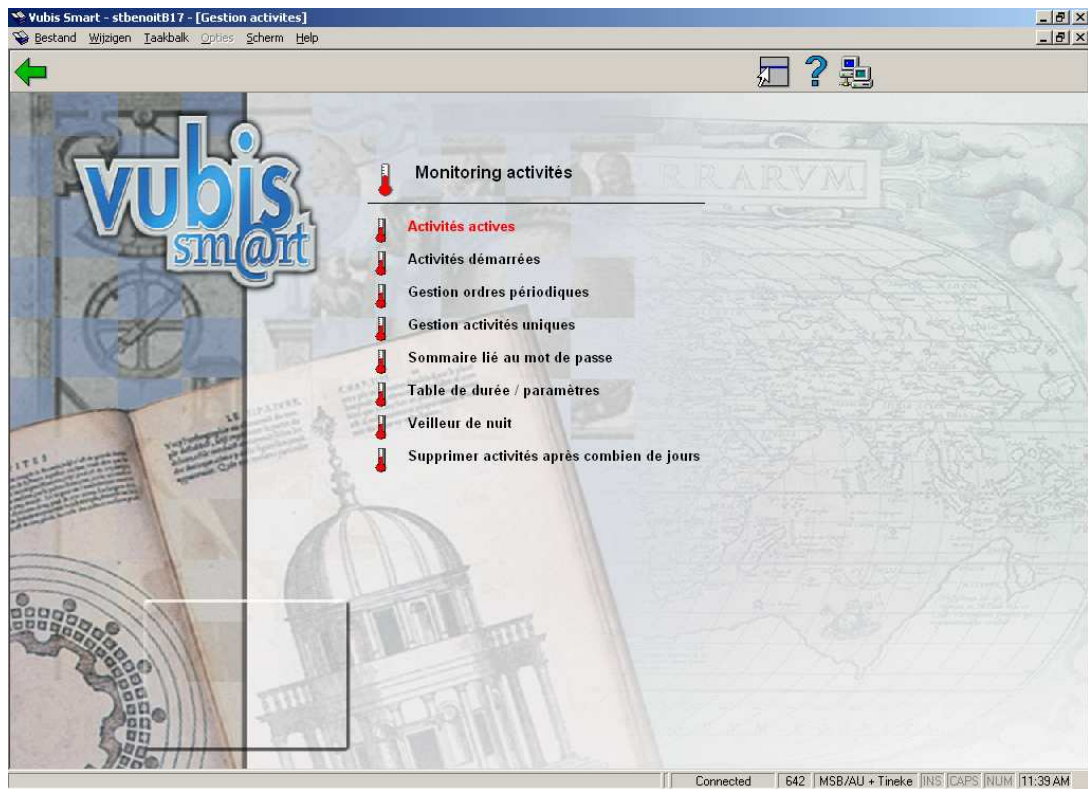 Vubis Smart - stbenoitB17 - [Gestion activites]
Bestand Wijzigen Taakbalk Opties Scherm Help
vubis
sm@rt
RRARVM
Monitoring activités
Activités actives
Activités démarrées
Gestion ordres périodiques
Gestion activités uniques
Sommaire lié au mot de passe
Table de durée / paramètres
Veilleur de nuit
Supprimer activités après combien de jours
Connected 642 MSB/AU + Tineke INS CAPS NUM 11:39 AM